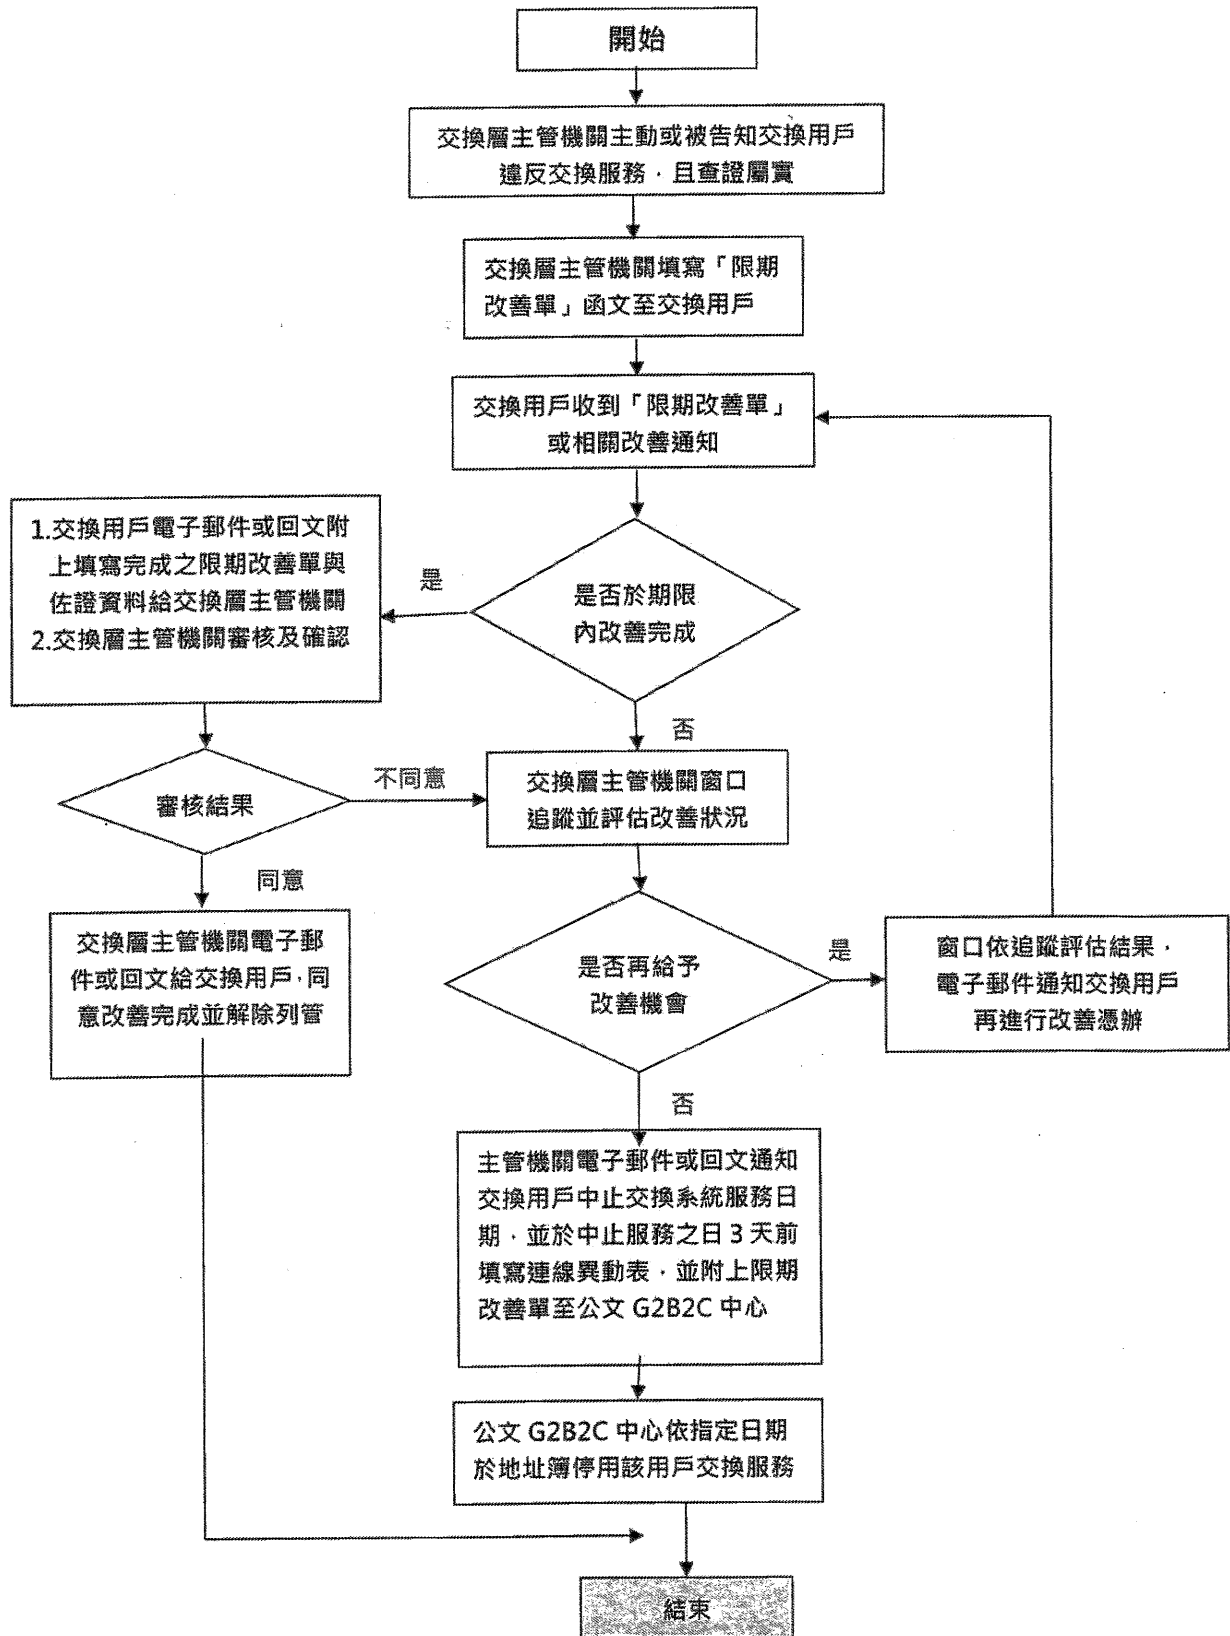 開始
交換層主管機關主動或被告知交換用戶
違反交換服務，且查證屬實
交換層主管機關填寫「限期
改善單」函文至交換用戶
交換用戶收到「限期改善單」
或相關改善通知
1.交換用戶電子郵件或回文附
上填寫完成之限期改善單與
佐證資料給交換層主管機關
2.交換層主管機關審核及確認
是
是否於期限
內改善完成
否
審核結果
不同意
交換層主管機關窗口
追蹤並評估改善狀況
同意
交換層主管機關電子郵
件或回文給交換用戶，同
意改善完成並解除列管
是否再給予
改善機會
是
窗口依追蹤評估結果，
電子郵件通知交換用戶
再進行改善憑辦
否
主管機關電子郵件或回文通知
交換用戶中止交換系統服務日
期，並於中止服務之日 3 天前
填寫連線異動表，並附上限期
改善單至公文 G2B2C 中心
公文 G2B2C 中心依指定日期
於地址簿停用該用戶交換服務
結束